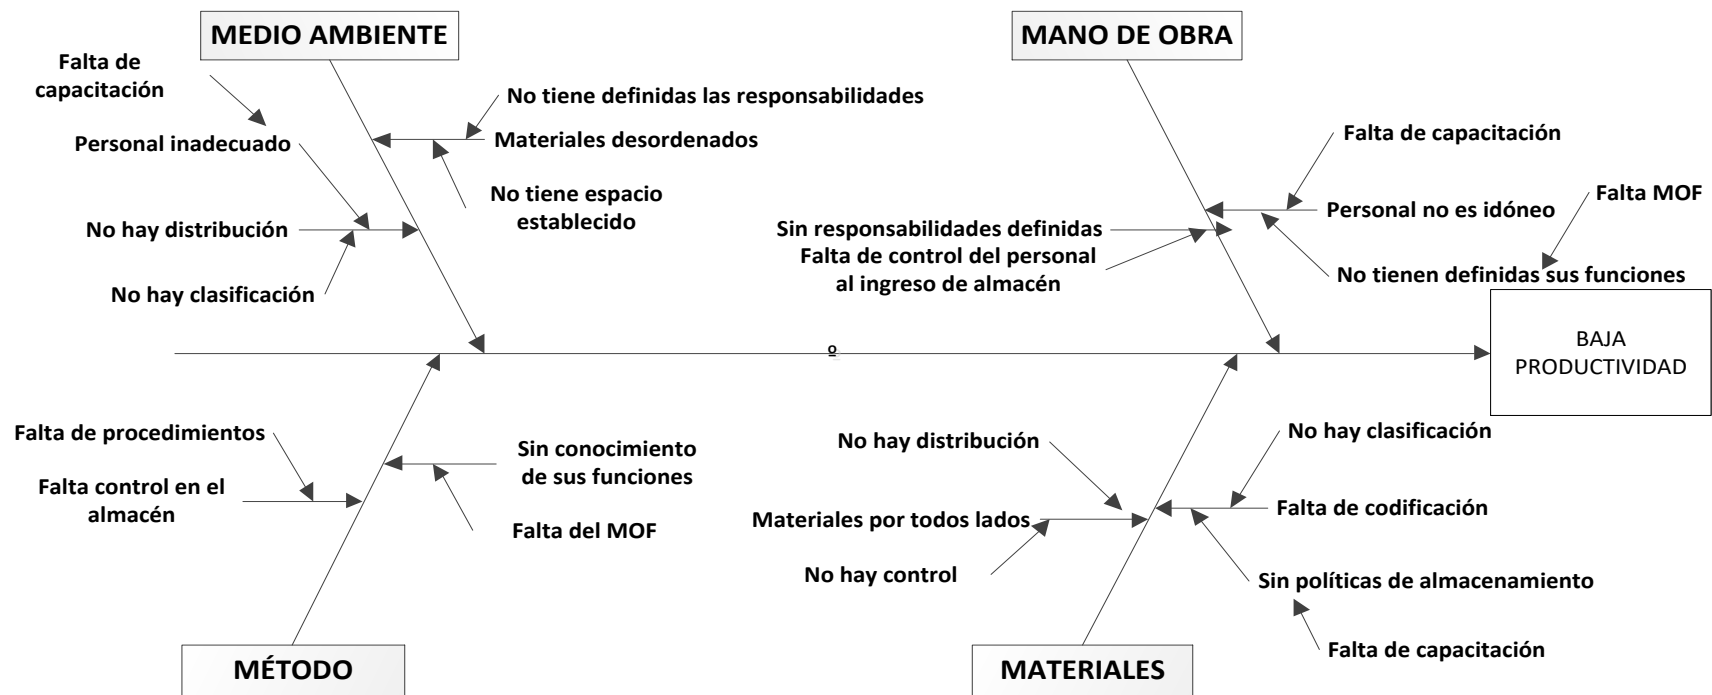 MEDIO AMBIENTE
MANO DE OBRA
Falta de
capacitación
No tiene definidas las responsabilidades
Personal inadecuado
Materiales desordenados
No tiene espacio
establecido
No hay distribución
No hay clasificación
Falta de capacitación
Falta MOF
Personal no es idóneo
Sin responsabilidades definidas
Falta de control del personal
al ingreso de almacén
No tienen definidas sus funciones
º
BAJA
PRODUCTIVIDAD
Falta de procedimientos
Sin conocimiento
de sus funciones
Falta control en el
almacén
Falta del MOF
No hay distribución
No hay clasificación
Materiales por todos lados
Falta de codificación
No hay control
Sin políticas de almacenamiento
Falta de capacitación
MÉTODO
MATERIALES